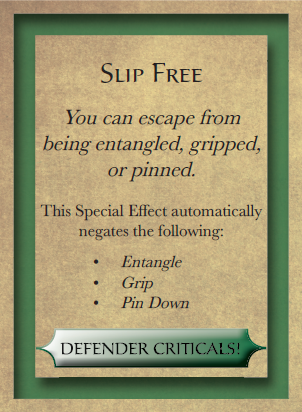 Slip Free
You can escape from
being entangled, gripped,
or pinned.
This Special Effect automatically
negates the following:
• Entangle
• Grip
• Pin Down
DEFENDER CRITICALS!